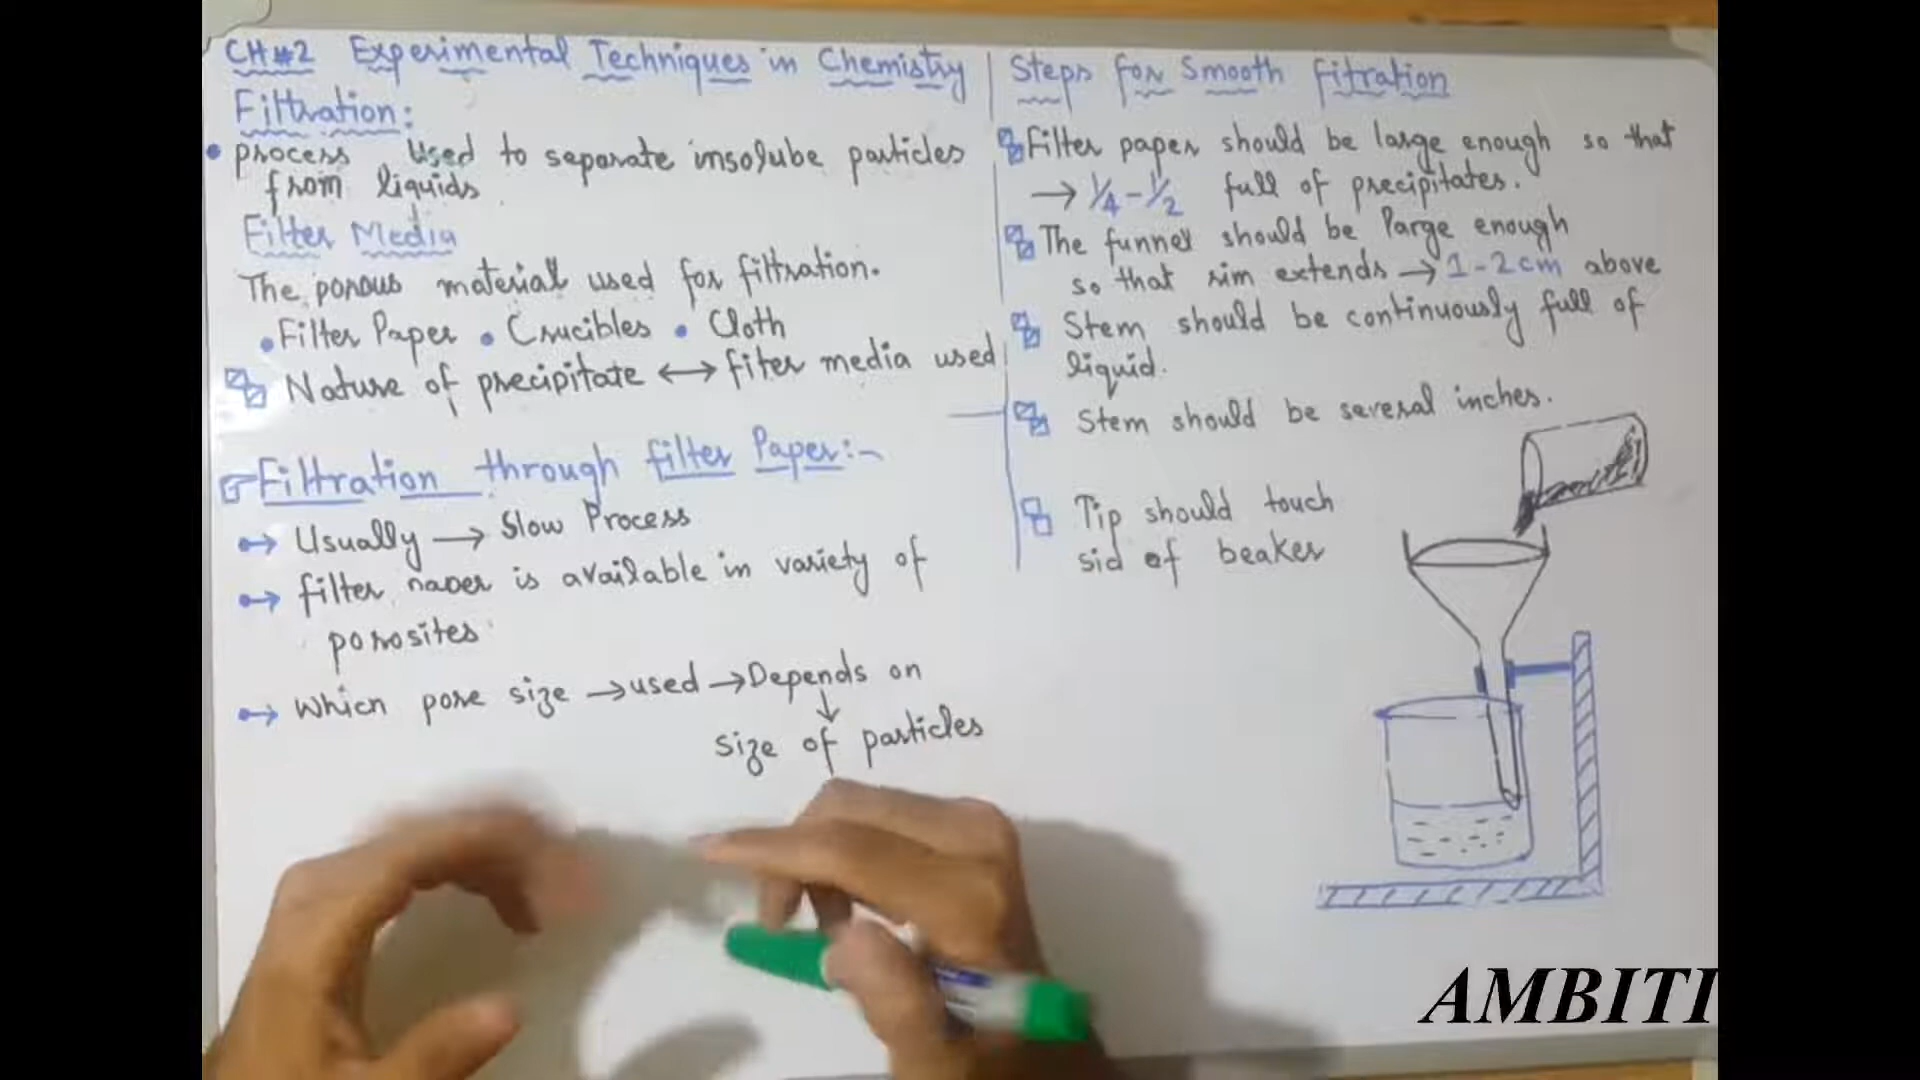 CH#2 Experimental Techniques in Chemistry
Filtration:
• process used to separate insolube particles
from liquids
Filter Media
The porous material used for filtration.
• Filter Paper • Crucibles • Cloth
Nature of precipitate ↔ fiter media used
Filtration through filter Paper:-
Usually → Slow Process
filter naoer is available in variety of
porosites
Which pore size → used → Depends on
↓
size of particles
Steps for Smooth fitration
Filter paper should be large enough so that
→ 1/4 - 1/2 full of precipitates.
The funnel should be large enough
so that rim extends → 1-2 cm above
Stem should be continuously full of
liquid.
Stem should be several inches.
Tip should touch
sid of beaker
AMBITI